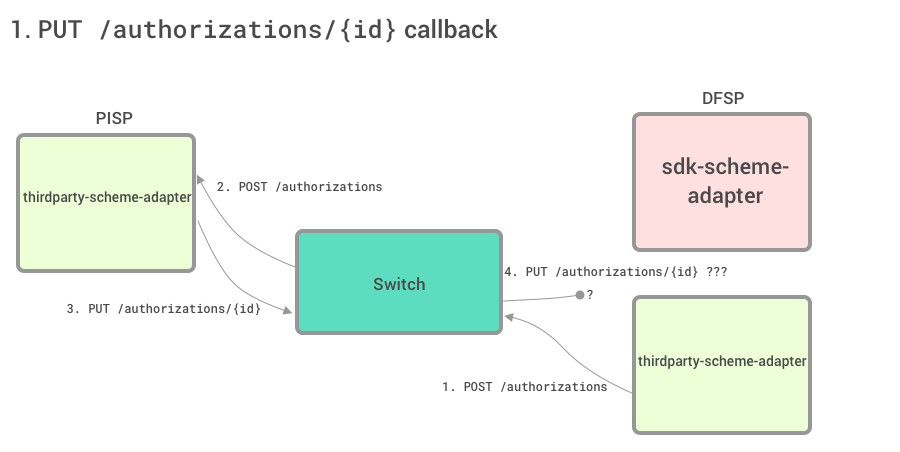 1. PUT /authorizations/{id} callback
PISP
DFSP
thirdparty-scheme-adapter
sdk-scheme-
adapter
2. POST /authorizations
Switch
4. PUT /authorizations/{id} ???
?
3. PUT /authorizations/{id}
thirdparty-scheme-adapter
1. POST /authorizations